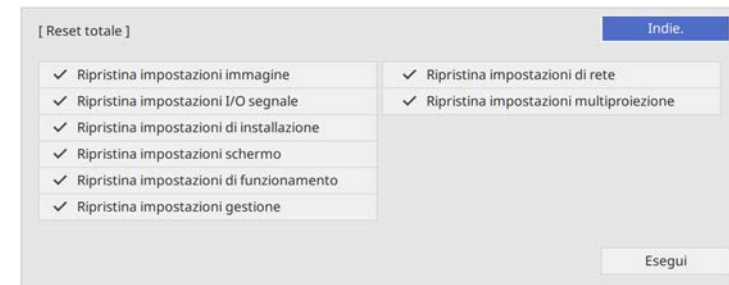 [ Reset totale ]
Indie.
Ripristina impostazioni immagine
Ripristina impostazioni I/O segnale
Ripristina impostazioni di installazione
Ripristina impostazioni schermo
Ripristina impostazioni di funzionamento
Ripristina impostazioni gestione
Ripristina impostazioni di rete
Ripristina impostazioni multiproiezione
Esegui